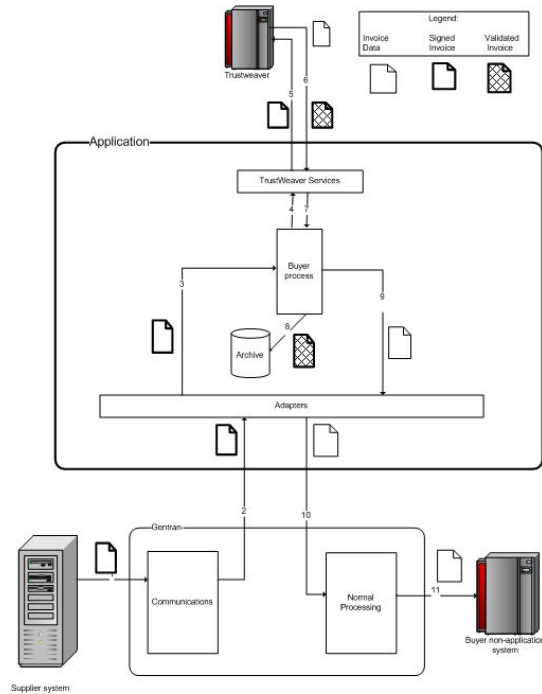 Legend:
Invoice
Data
Signed
Invoice
Validated
Invoice
Trustweaver
5
6
Application
TrustWeaver Services
4
7
Buyer
process
3
9
8
Archive
Adapters
2
10
Gentran
Communications
Normal
Processing
11
Supplier system
Buyer non-application
system